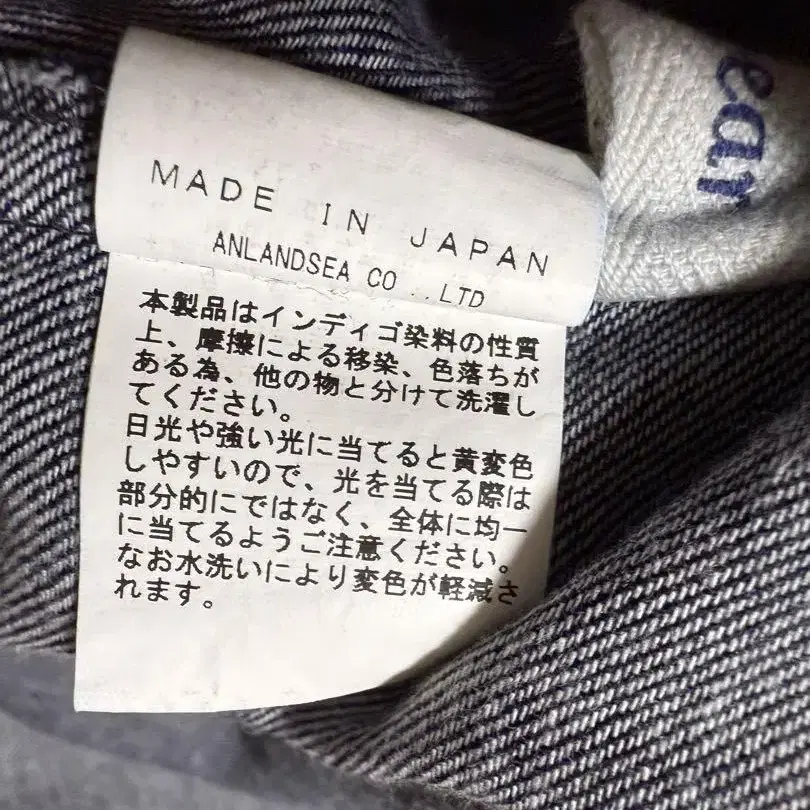 ear
MADE IN JAPAN
ANLANDSEA CO .,LTD
本製品はインディゴ染料の性質
上、摩擦による移染、色落ちが
ある為、他の物と分けて洗濯し
てください。
日光や強い光に当てると黄変色
しやすいので、光を当てる際は
部分的にではなく、全体に均一
に当てるようご注意ください。
なお水洗いにより変色が軽減さ
れます。